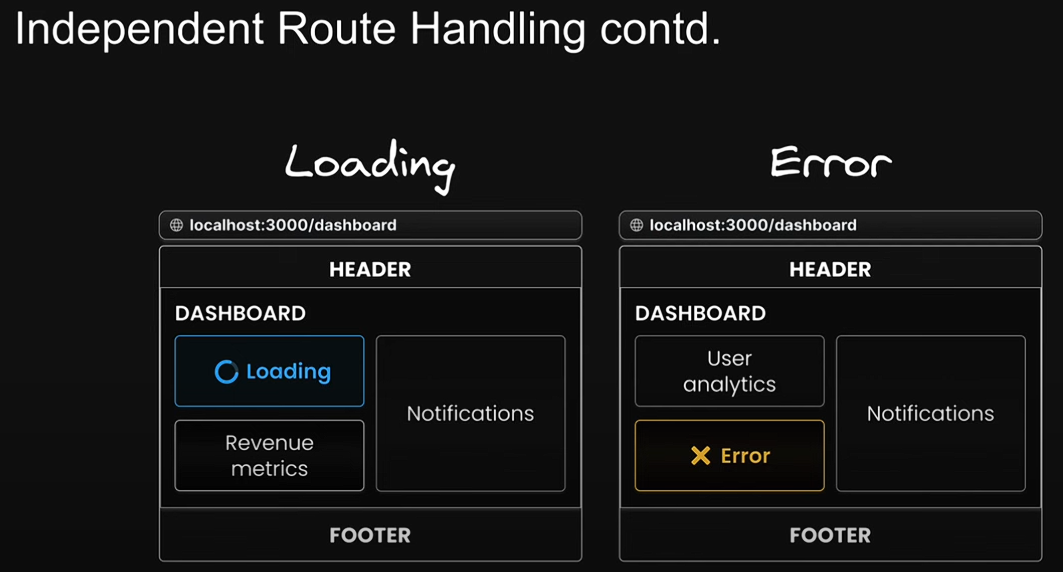 Independent Route Handling contd.
Loading
localhost:3000/dashboard
HEADER
DASHBOARD
Loading
Revenue
metrics
Notifications
FOOTER
Error
localhost:3000/dashboard
HEADER
DASHBOARD
User
analytics
Error
Notifications
FOOTER